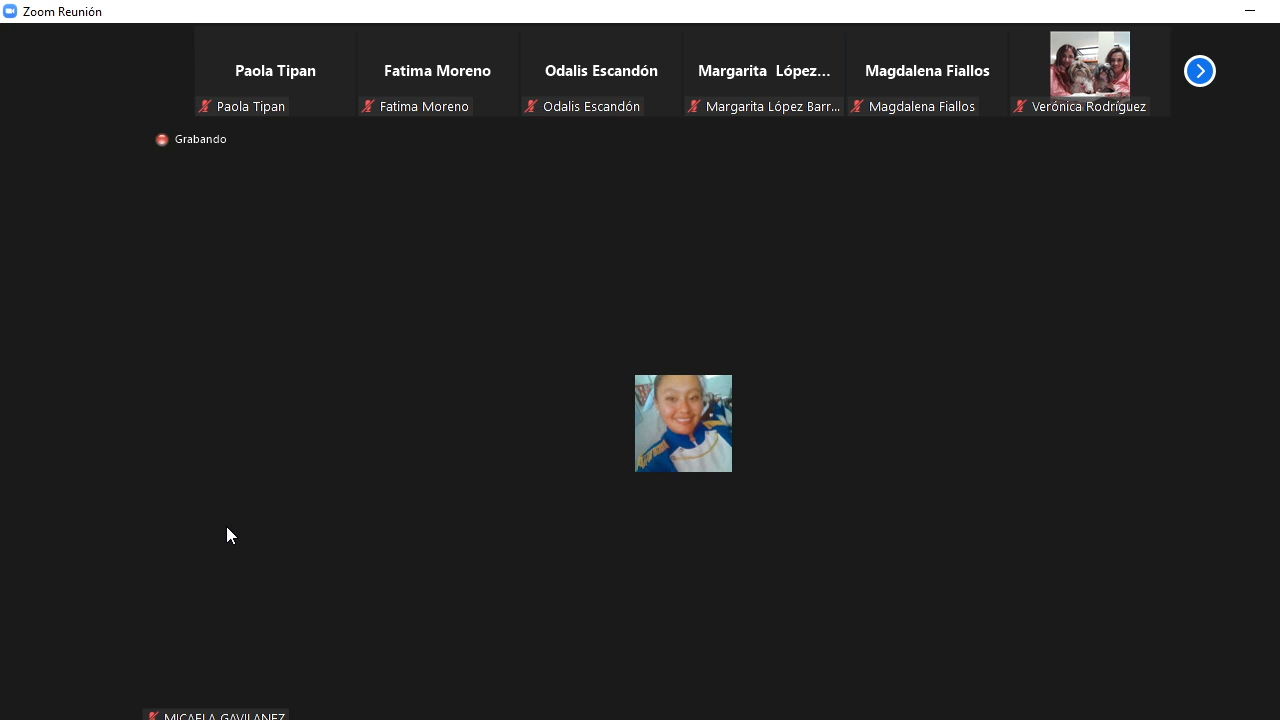 Zoom Reunión
Paola Tipan
Fatima Moreno
Odalis Escandón
Margarita López...
Magdalena Fiallos
Paola Tipan
Fatima Moreno
Odalis Escandón
Margarita López Barr...
Magdalena Fiallos
Verónica Rodríguez
Grabando
MICAELA GAVILANEZ